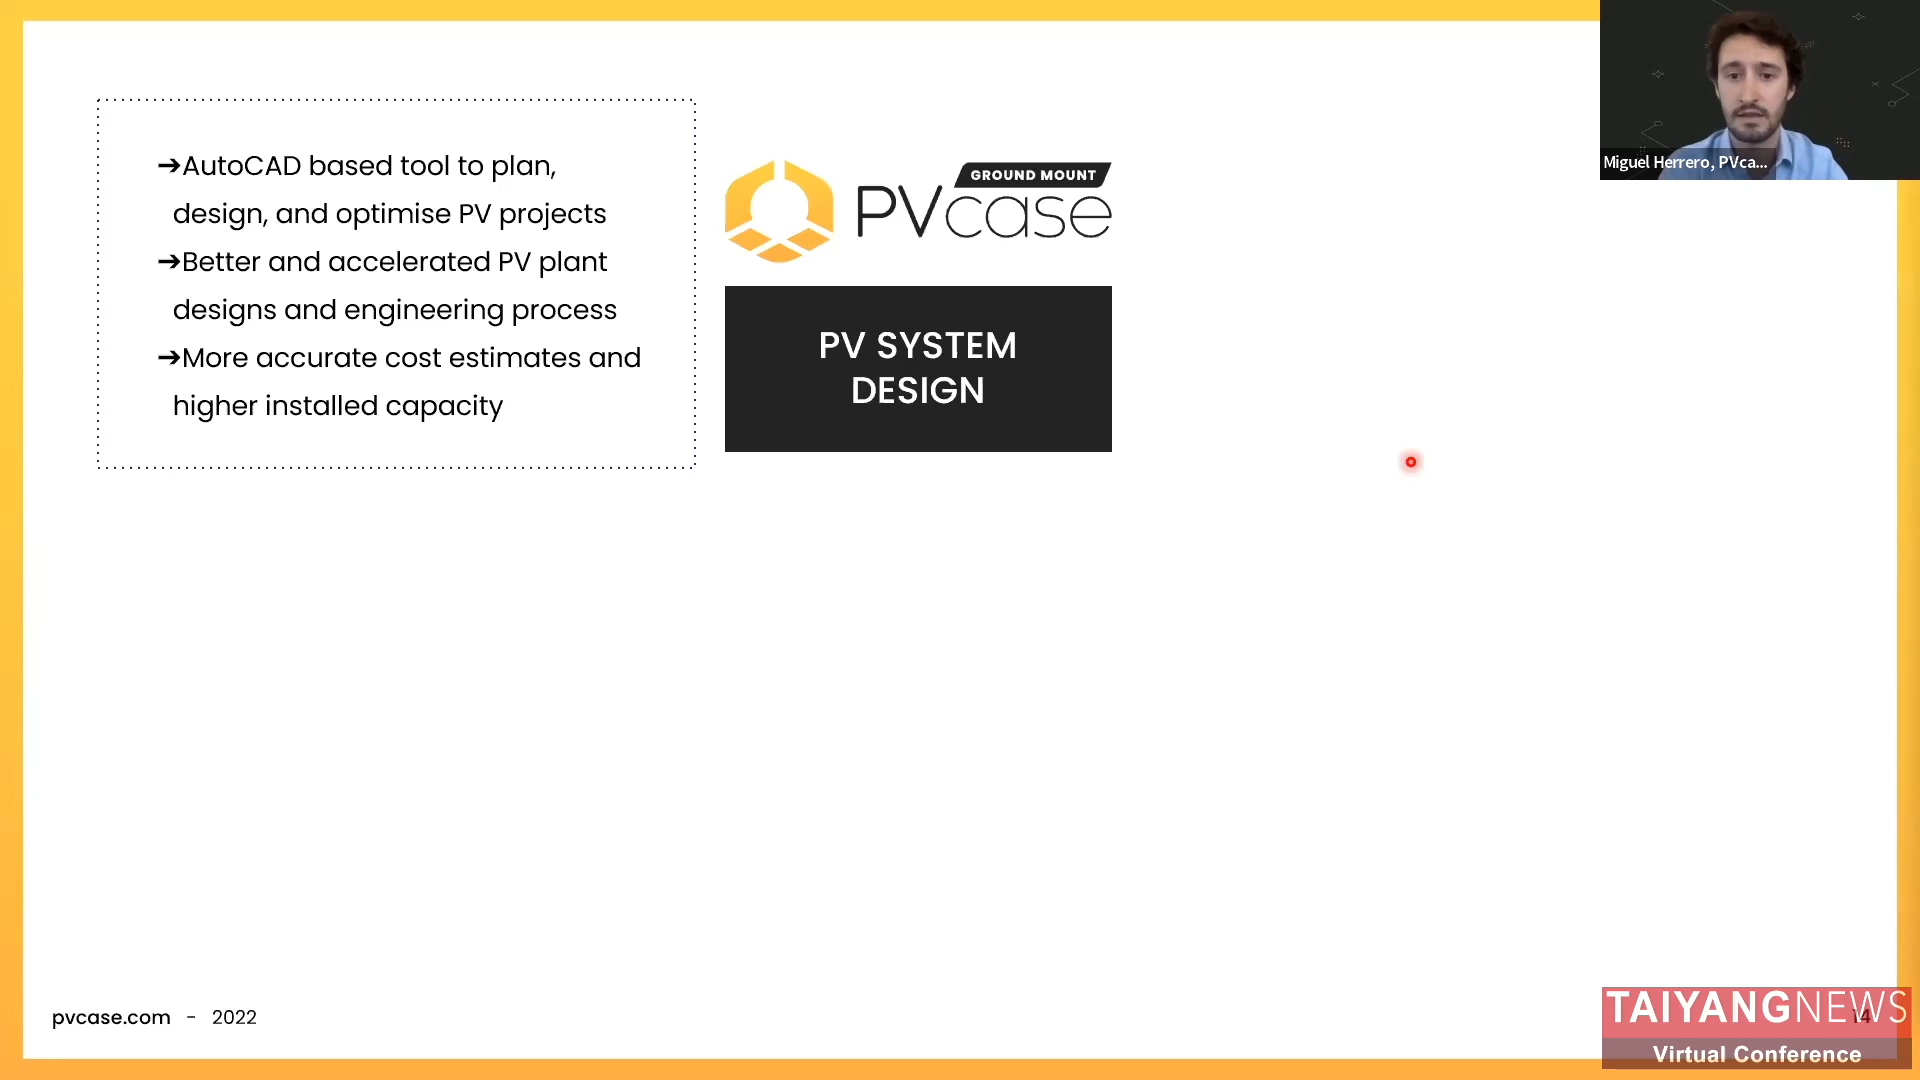 ➔AutoCAD based tool to plan,
design, and optimise PV projects
➔Better and accelerated PV plant
designs and engineering process
➔More accurate cost estimates and
higher installed capacity
GROUND MOUNT
PVcase
PV SYSTEM
DESIGN
Miguel Herrero, PVca...
pvcase.com - 2022
14
TAIYANGNEWS
Virtual Conference